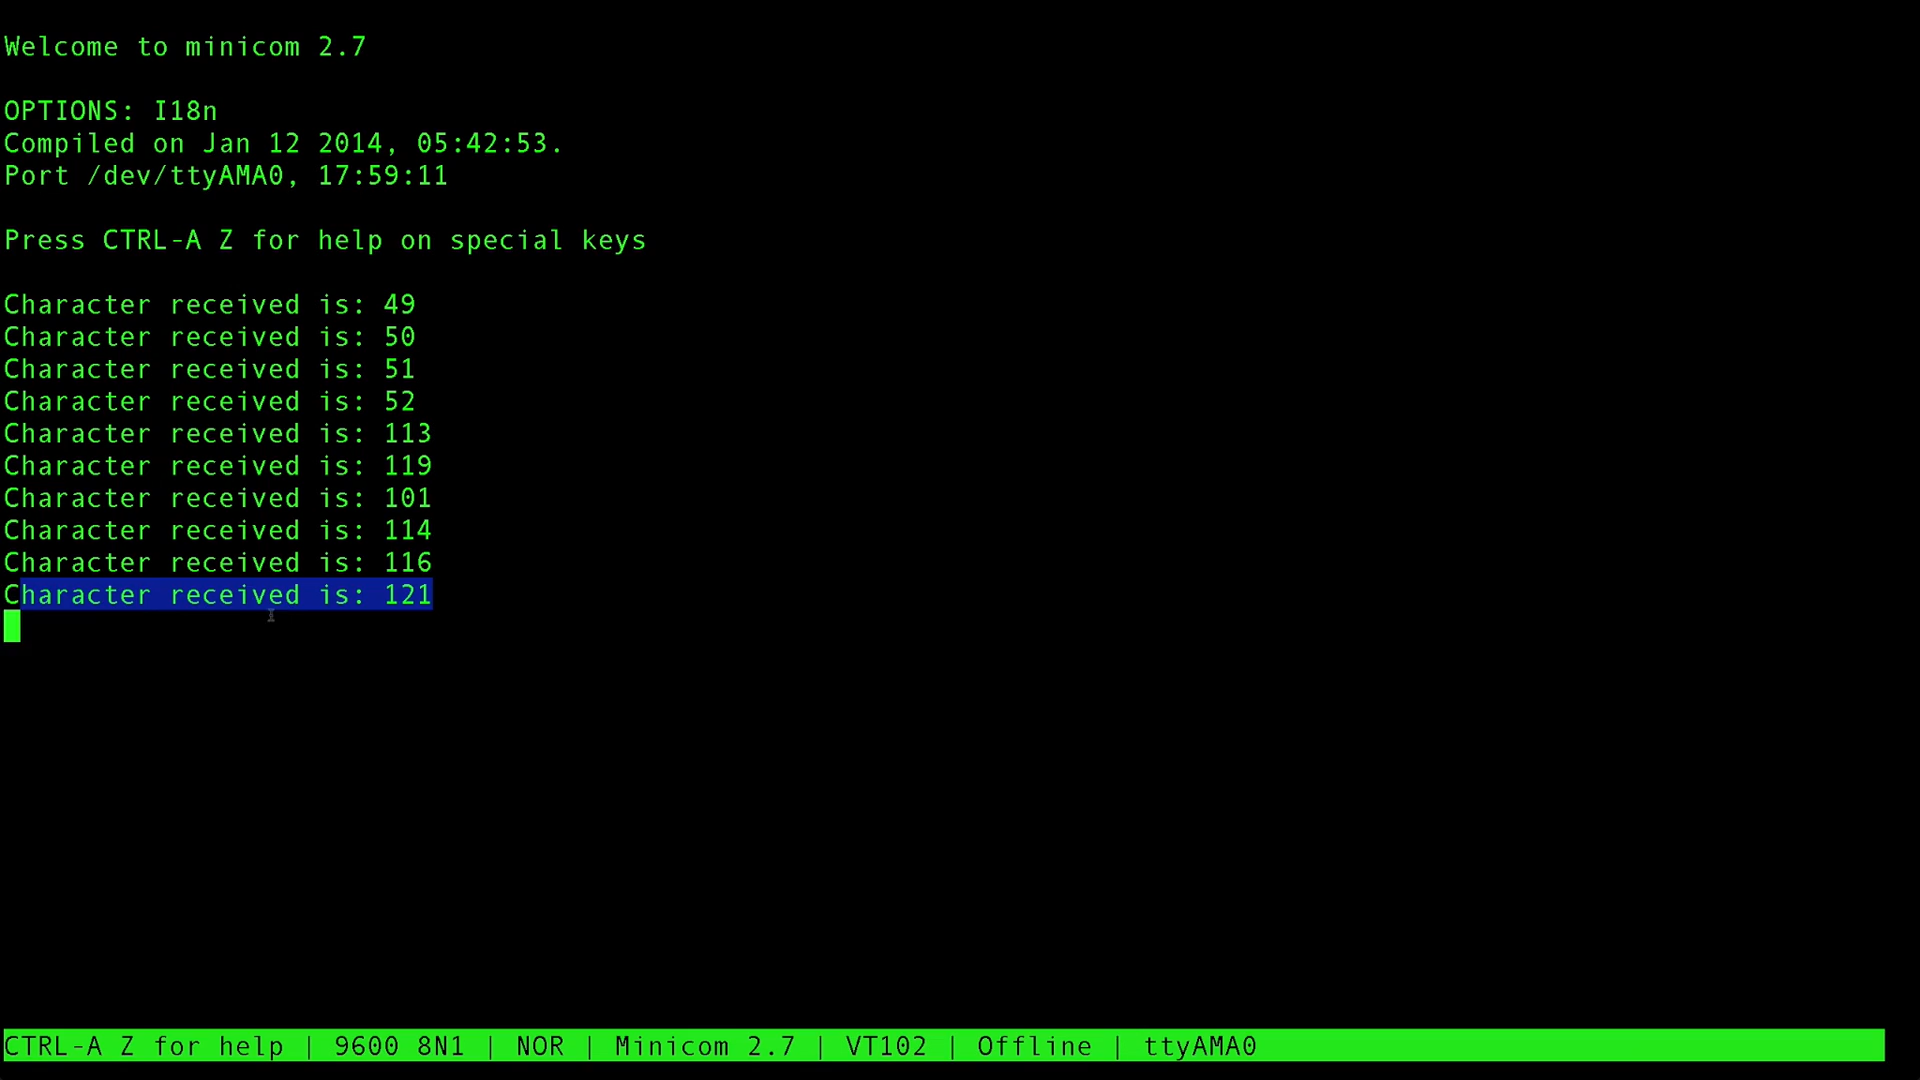 Welcome to minicom 2.7
OPTIONS: I18n
Compiled on Jan 12 2014, 05:42:53.
Port /dev/ttyAMA0, 17:59:11
Press CTRL-A Z for help on special keys
Character received is: 49
Character received is: 50
Character received is: 51
Character received is: 52
Character received is: 113
Character received is: 119
Character received is: 101
Character received is: 114
Character received is: 116
Character received is: 121
CTRL-A Z for help | 9600 8N1 | NOR | Minicom 2.7 | VT102 | Offline | ttyAMA0